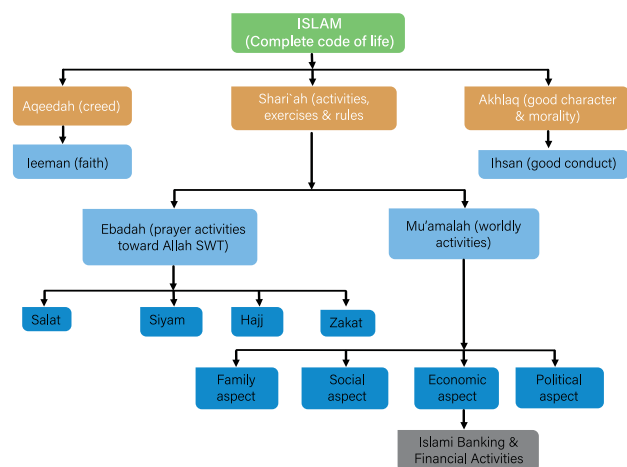 ISLAM
(Complete code of life)
Aqeedah (creed)
Shari`ah (activities,
exercises & rules
Akhlaq (good character
& morality)
Ieeman (faith)
Ihsan (good conduct)
Ebadah (prayer activities
toward Allah SWT)
Mu'amalah (worldly
activities)
Salat
Siyam
Hajj
Zakat
Family
aspect
Social
aspect
Economic
aspect
Political
aspect
Islami Banking &
Financial Activities